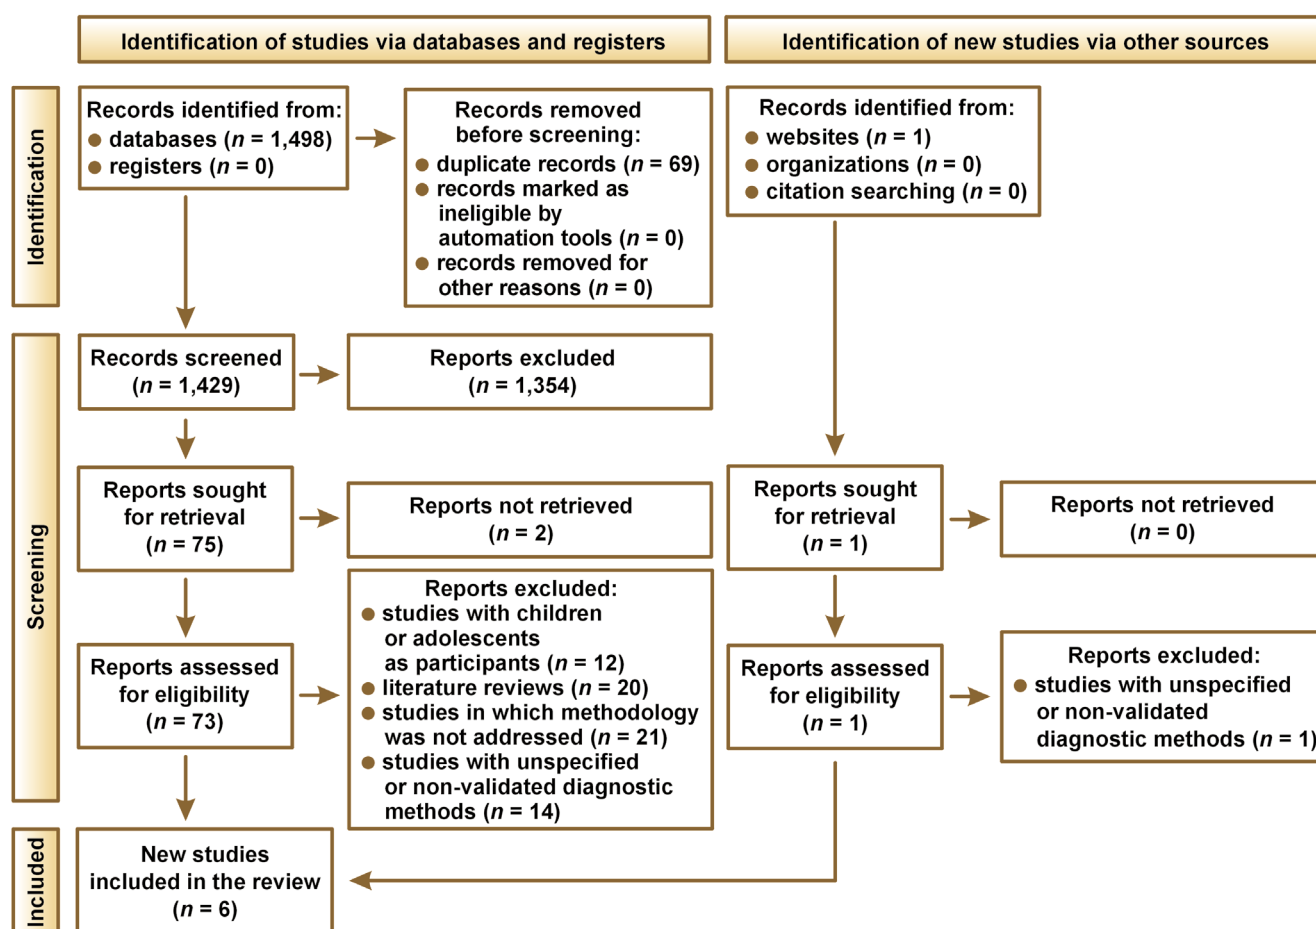 Identification of studies via databases and registers
Identification of new studies via other sources
Identification
Records identified from:
● databases (n = 1,498)
● registers (n = 0)
Records removed
before screening:
● duplicate records (n = 69)
● records marked as
ineligible by
automation tools (n = 0)
● records removed for
other reasons (n = 0)
Records identified from:
● websites (n = 1)
● organizations (n = 0)
● citation searching (n = 0)
Screening
Records screened
(n = 1,429)
Reports excluded
(n = 1,354)
Reports sought
for retrieval
(n = 75)
Reports not retrieved
(n = 2)
Reports sought
for retrieval
(n = 1)
Reports not retrieved
(n = 0)
Reports assessed
for eligibility
(n = 73)
Reports excluded:
● studies with children
or adolescents
as participants (n = 12)
● literature reviews (n = 20)
● studies in which methodology
was not addressed (n = 21)
● studies with unspecified
or non-validated diagnostic
methods (n = 14)
Reports assessed
for eligibility
(n = 1)
Reports excluded:
● studies with unspecified
or non-validated
diagnostic methods (n = 1)
Included
New studies
included in the review
(n = 6)